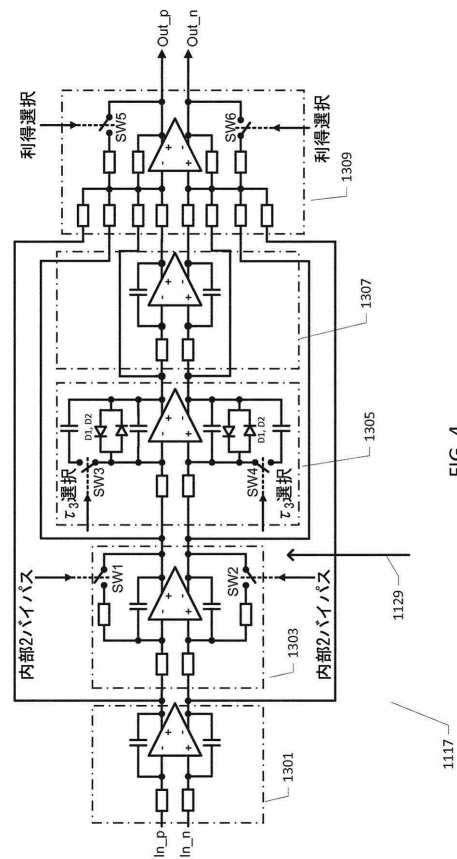 内部2バイパス
τ3選択
利得選択
SW1
SW3
D1, D2
SW5
In_p
In_n
+
-
-
+
+
-
-
+
+
-
-
+
+
-
-
+
+
-
-
+
Out_p
Out_n
SW2
SW4
D1, D2
SW6
内部2バイパス
τ3選択
利得選択
1301
1303
1305
1307
1309
1117
1129
FIG. 4